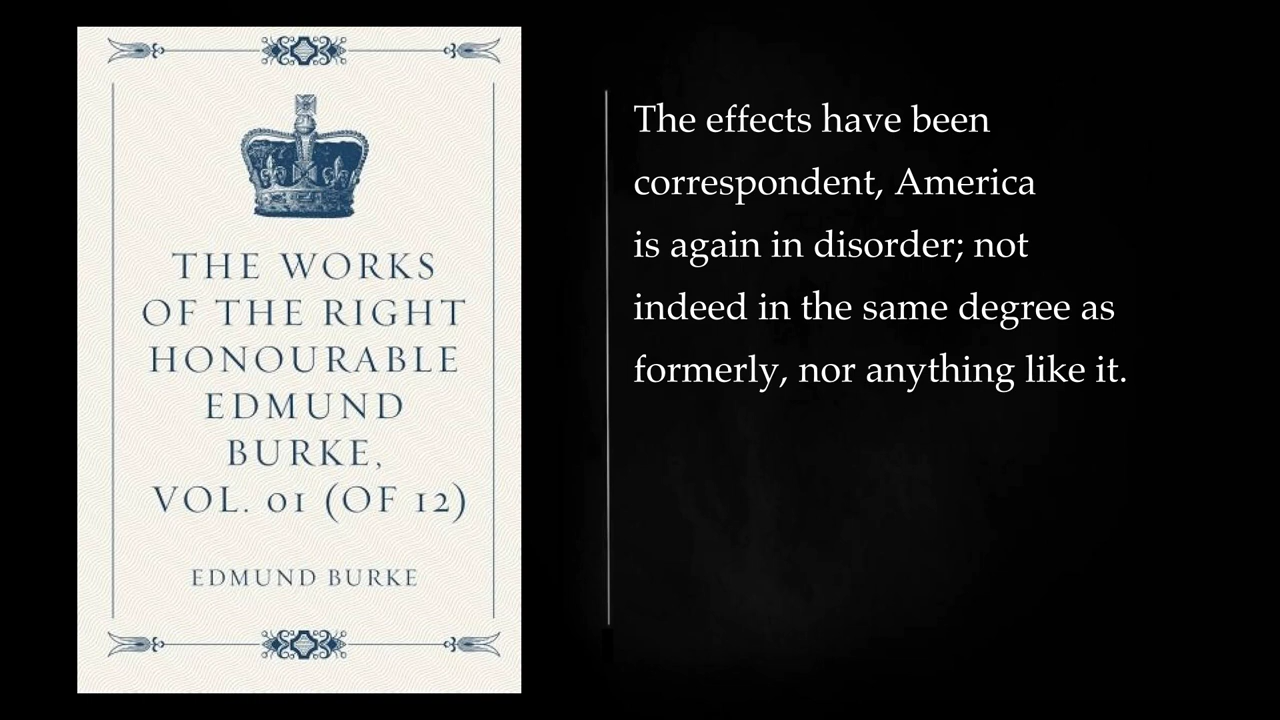 THE WORKS
OF THE RIGHT
HONOURABLE
EDMUND
BURKE,
VOL. 01 (OF 12)
EDMUND BURKE
The effects have been
correspondent, America
is again in disorder; not
indeed in the same degree as
formerly, nor anything like it.